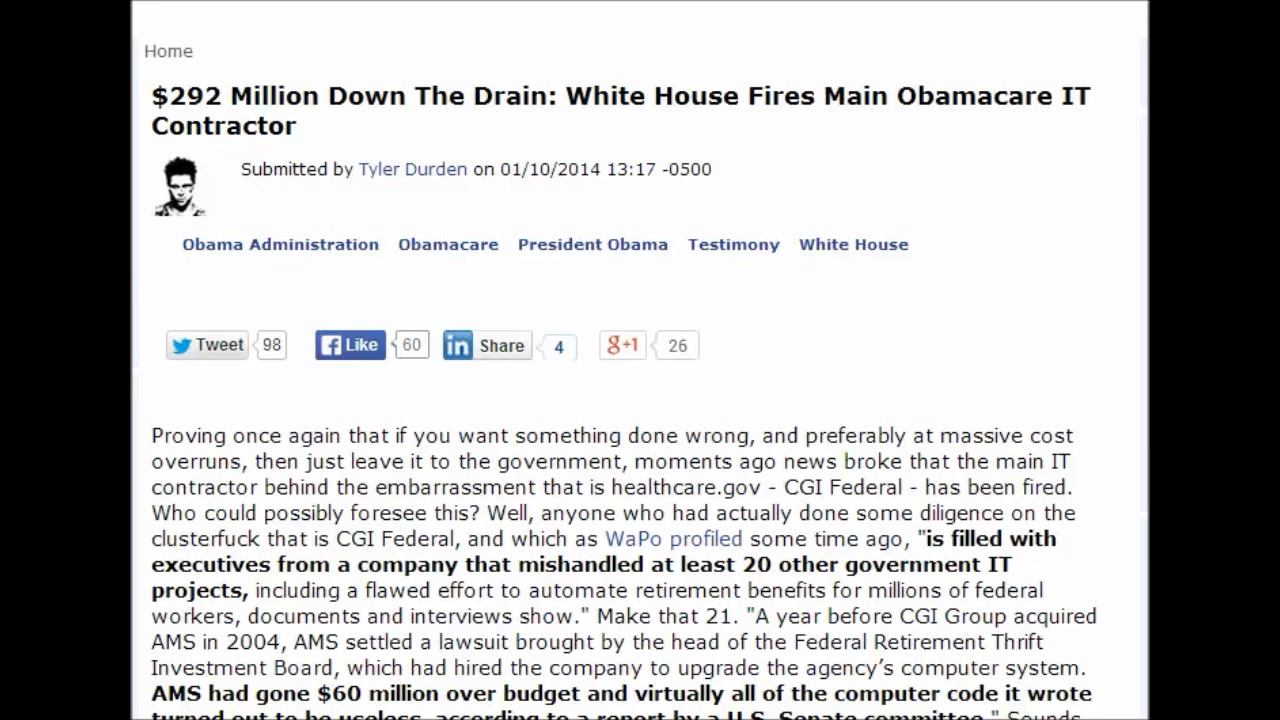 Home
$292 Million Down The Drain: White House Fires Main Obamacare IT
Contractor
Submitted by Tyler Durden on 01/10/2014 13:17 -0500
Obama Administration Obamacare President Obama Testimony White House
Tweet 98 Like 60 in Share 4 g+1 26
Proving once again that if you want something done wrong, and preferably at massive cost
overruns, then just leave it to the government, moments ago news broke that the main IT
contractor behind the embarrassment that is healthcare.gov - CGI Federal - has been fired.
Who could possibly foresee this? Well, anyone who had actually done some diligence on the
clusterfuck that is CGI Federal, and which as WaPo profiled some time ago, "is filled with
executives from a company that mishandled at least 20 other government IT
projects, including a flawed effort to automate retirement benefits for millions of federal
workers, documents and interviews show." Make that 21. "A year before CGI Group acquired
AMS in 2004, AMS settled a lawsuit brought by the head of the Federal Retirement Thrift
Investment Board, which had hired the company to upgrade the agency’s computer system.
AMS had gone $60 million over budget and virtually all of the computer code it wrote
turned out to be useless, according to a report by a U.S. Senate committee." Sounds